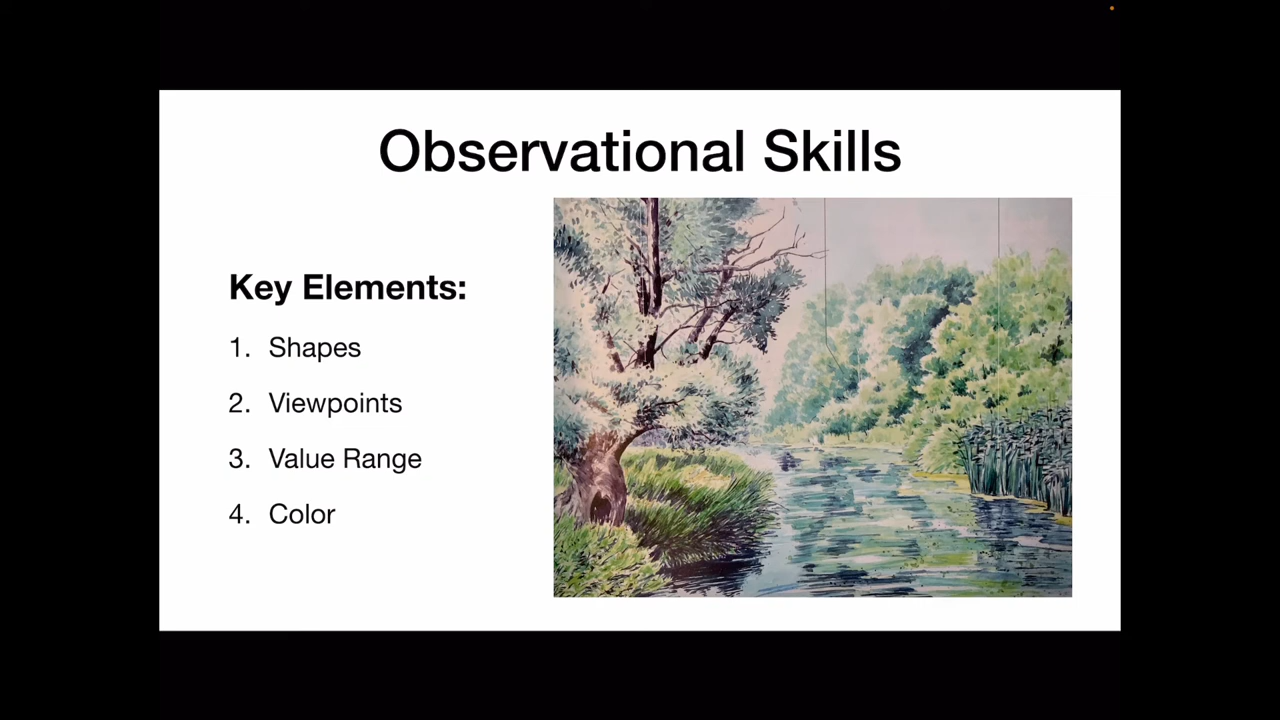 Observational Skills
Key Elements:
1. Shapes
2. Viewpoints
3. Value Range
4. Color